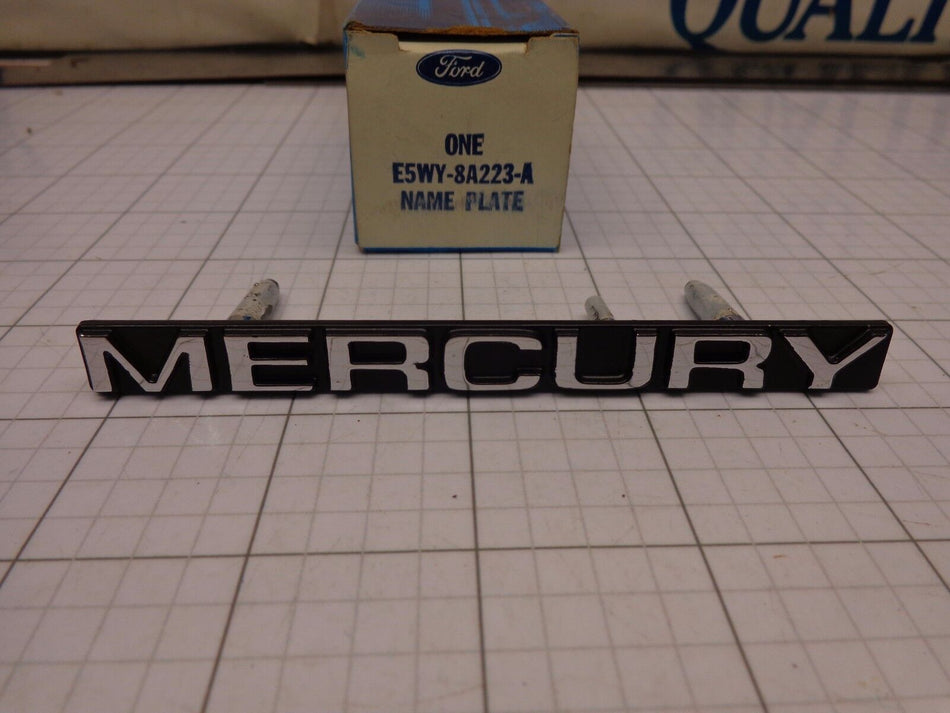 QUALI
Ford
ONE
E5WY-8A223-A
NAME PLATE
MERCURY